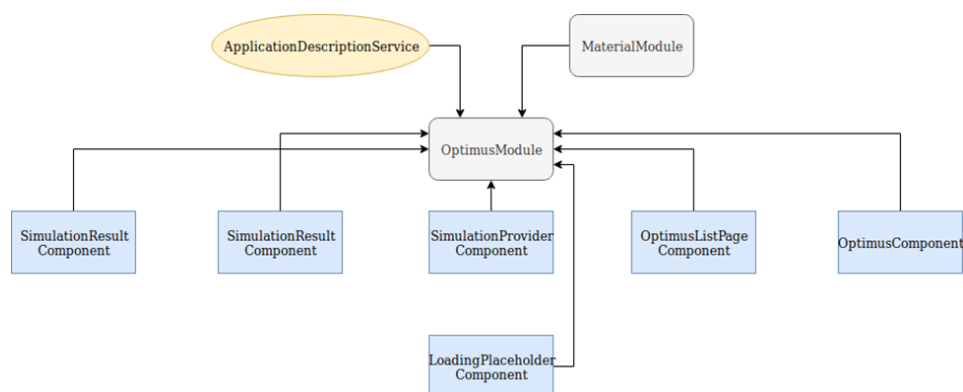 ApplicationDescriptionService
MaterialModule
OptimusModule
SimulationResult
Component
SimulationResult
Component
SimulationProvider
Component
OptimusListPage
Component
OptimusComponent
LoadingPlaceholder
Component